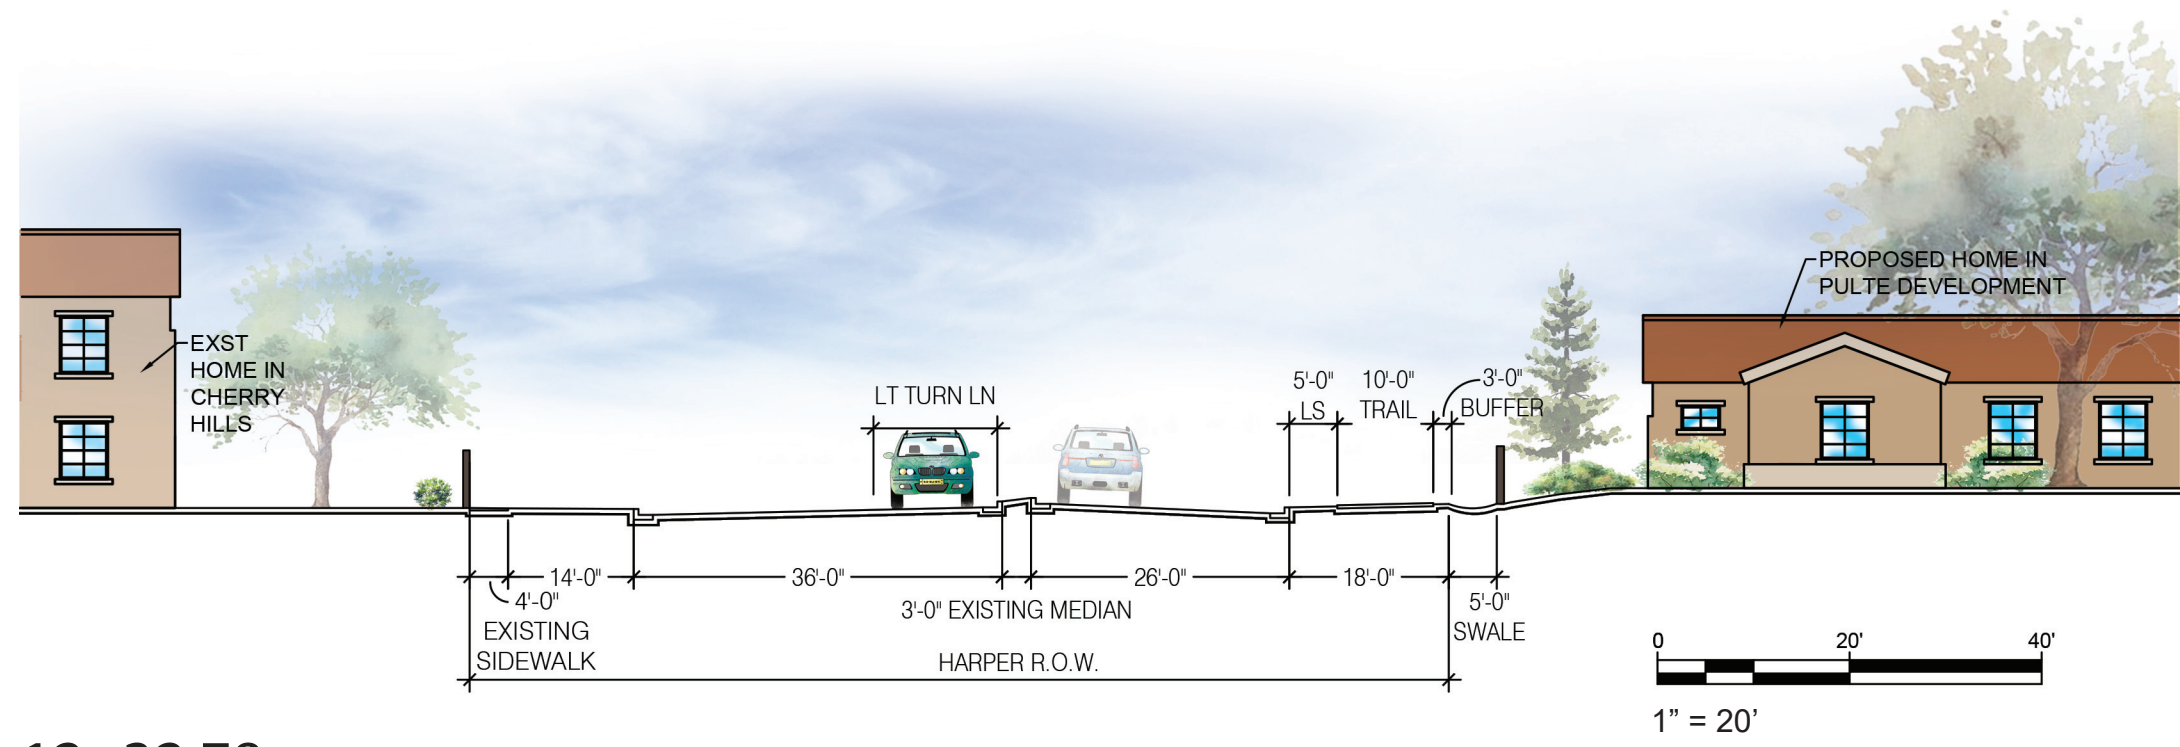 PROPOSED HOME IN
PULTE DEVELOPMENT
EXST
HOME IN
CHERRY
HILLS
LT TURN LN
5'-0"
LS
10'-0"
TRAIL
3'-0"
BUFFER
14'-0"
36'-0"
26'-0"
18'-0"
4'-0"
EXISTING
SIDEWALK
3'-0" EXISTING MEDIAN
5'-0"
SWALE
HARPER R.O.W.
0 20' 40'
1” = 20’